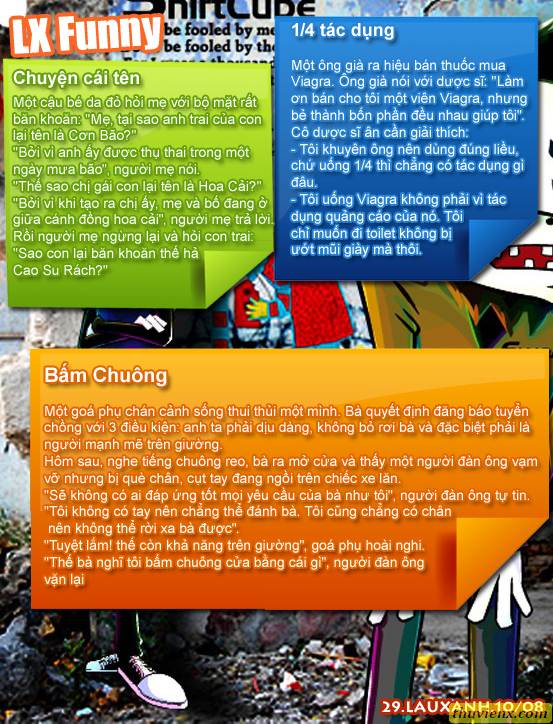 ShirtCube
be fooled by me
be fooled by the
LX Funny
Chuyện cái tên
Một cậu bé da đỏ hỏi mẹ với bộ mặt rất
băn khoăn: "Mẹ, tại sao anh trai của con
lại tên là Cơn Bão?"
"Bởi vì anh ấy được thụ thai trong một
ngày mưa bão", người mẹ nói.
"Thế sao chị gái con lại tên là Hoa Cải?"
"Bởi vì khi tạo ra chị ấy, mẹ và bố đang ở
giữa cánh đồng hoa cải", người mẹ trả lời.
Rồi người mẹ ngừng lại và hỏi con trai:
"Sao con lại băn khoăn thế hả
Cao Su Rách?"
1/4 tác dụng
Một ông già ra hiệu bán thuốc mua
Viagra. Ông già nói với dược sĩ: "Làm
ơn bán cho tôi một viên Viagra, nhưng
bẻ thành bốn phần đều nhau giúp tôi".
Cô dược sĩ ân cần giải thích:
- Tôi khuyên ông nên dùng đúng liều,
chứ uống 1/4 thì chẳng có tác dụng gì
đâu.
- Tôi uống Viagra không phải vì tác
dụng quảng cáo của nó. Tôi
chỉ muốn đi toilet không bị
ướt mũi giày mà thôi.
Bấm Chuông
Một goá phụ chán cảnh sống thui thủi một mình. Bà quyết định đăng báo tuyển
chồng với 3 điều kiện: anh ta phải dịu dàng, không bỏ rơi bà và đặc biệt phải là
người mạnh mẽ trên giường.
Hôm sau, nghe tiếng chuông reo, bà ra mở cửa và thấy một người đàn ông vạm
vỡ nhưng bị què chân, cụt tay đang ngồi trên chiếc xe lăn.
"Sẽ không có ai đáp ứng tốt mọi yêu cầu của bà như tôi", người đàn ông tự tin.
"Tôi không có tay nên chẳng thể đánh bà. Tôi cũng chẳng có chân
nên không thể rời xa bà được".
"Tuyệt lắm! thế còn khả năng trên giường", goá phụ hoài nghi.
"Thế bà nghĩ tôi bấm chuông cửa bằng cái gì", người đàn ông
vặn lại
29.LAUXANH.10/08
thuvienx.com